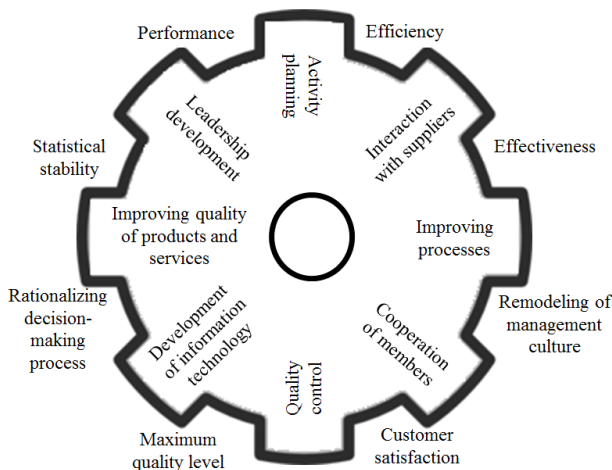 Performance
Efficiency
Activity
planning
Leadership
development
Interaction
with suppliers
Statistical
stability
Effectiveness
Improving quality
of products and
services
Improving
processes
Rationalizing
decision-
making
process
Development
of information
technology
Quality
control
Cooperation
of members
Remodeling of
management
culture
Maximum
quality level
Customer
satisfaction